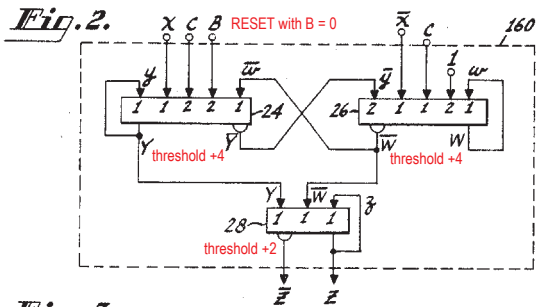 Fig. 2.
x C B RESET with B = 0 x̅ C 1 160
y w̅ y̅ w
1 1 2 2 1 24 26 2 1 1 2 1
Y Y̅ W̅ W
threshold +4 threshold +4
Y W̅ z
28 1 1 1
threshold +2
Z̅ Z